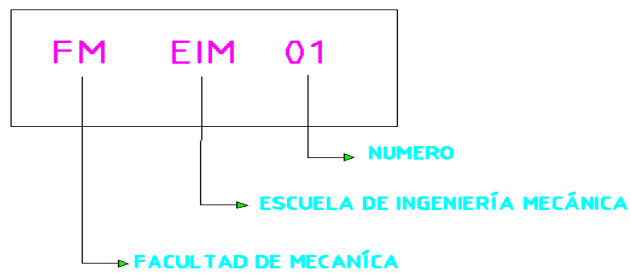 FM EIM 01
NUMERO
ESCUELA DE INGENIERÍA MECÁNICA
FACULTAD DE MECANÍCA